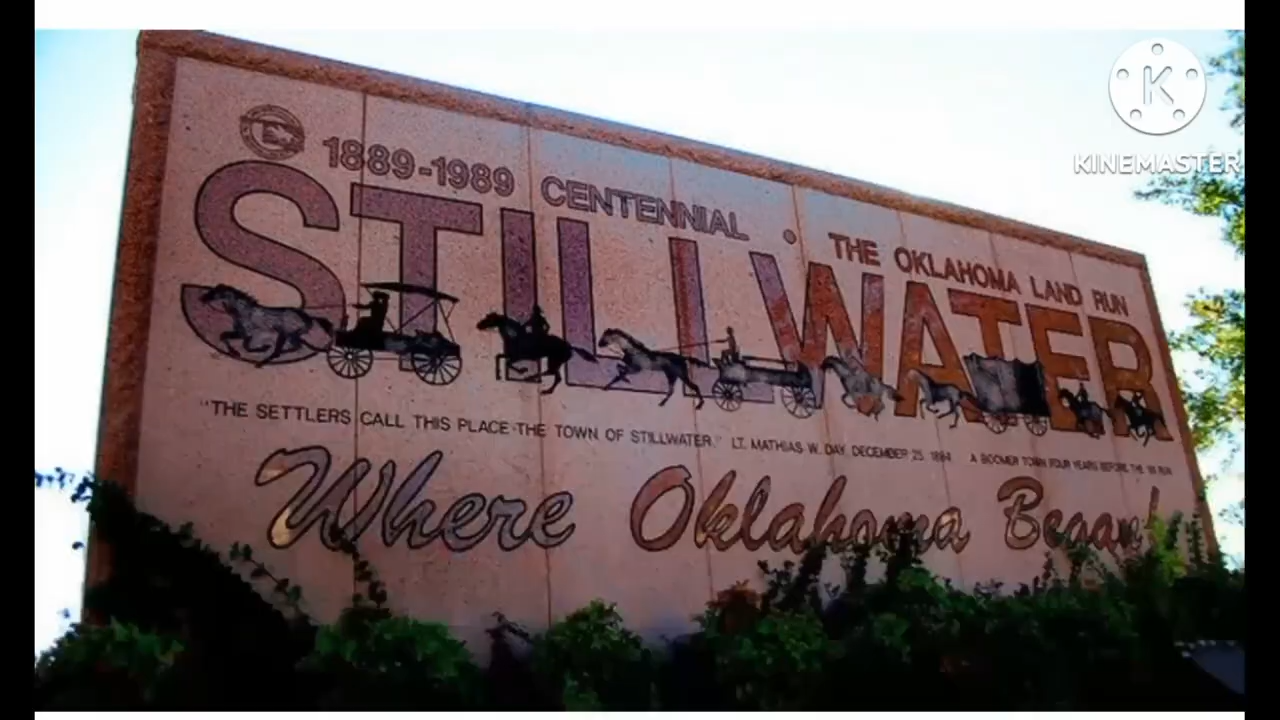 1889-1989 CENTENNIAL • THE OKLAHOMA LAND RUN
STILLWATER
"THE SETTLERS CALL THIS PLACE THE TOWN OF STILLWATER." LT. MATHIAS W. DAY, DECEMBER 25, 1884 A BOOMER TOWN FOUR YEARS BEFORE THE '89 RUN
Where Oklahoma Began!
K
KINEMASTER